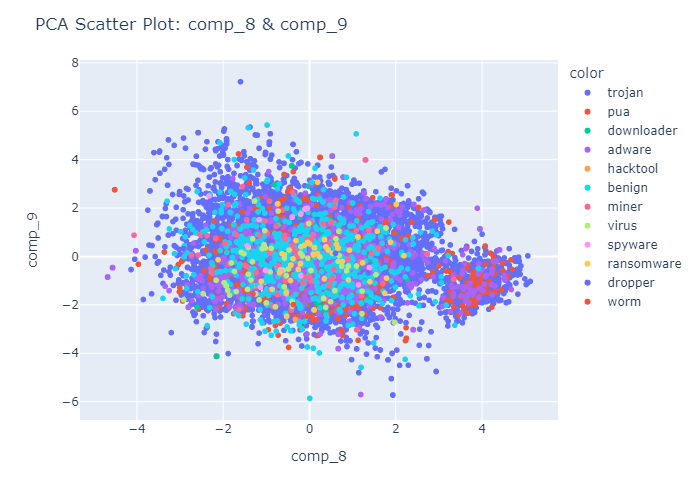 PCA Scatter Plot: comp_8 & comp_9
color
trojan
pua
downloader
adware
hacktool
benign
miner
virus
spyware
ransomware
dropper
worm
8
6
4
2
0
−2
−4
−6
comp_9
−4 −2 0 2 4
comp_8